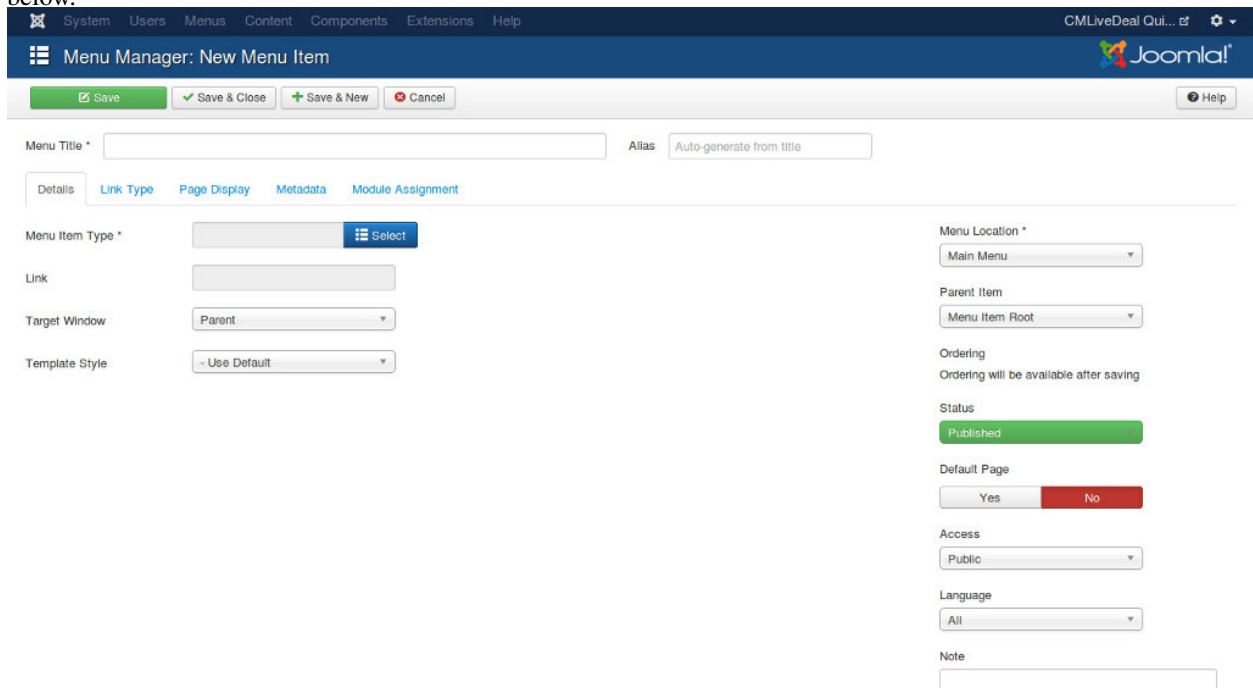 below.
System Users Menus Content Components Extensions Help CMLiveDeal Qui...
Menu Manager: New Menu Item Joomla!
Save Save & Close Save & New Cancel Help
Menu Title * Alias Auto-generate from title
Details Link Type Page Display Metadata Module Assignment
Menu Item Type * Select
Menu Location *
Main Menu
Link
Parent Item
Target Window Parent
Menu Item Root
Template Style - Use Default
Ordering
Ordering will be available after saving
Status
Published
Default Page
Yes No
Access
Public
Language
All
Note